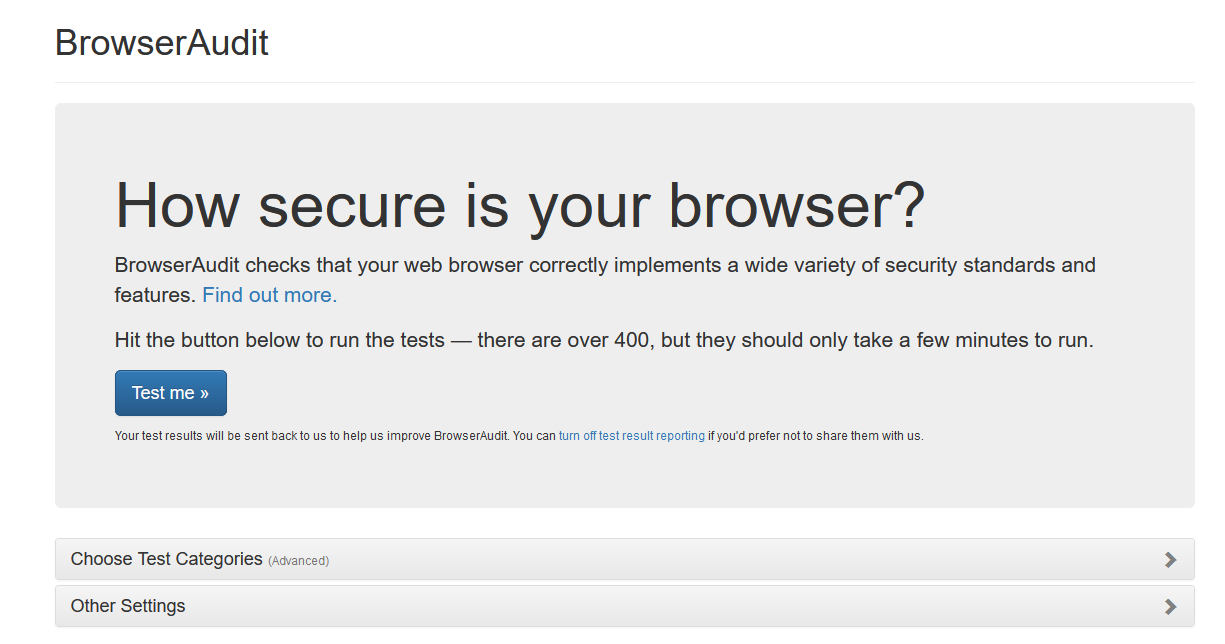 BrowserAudit
How secure is your browser?
BrowserAudit checks that your web browser correctly implements a wide variety of security standards and
features. Find out more.
Hit the button below to run the tests — there are over 400, but they should only take a few minutes to run.
Test me »
Your test results will be sent back to us to help us improve BrowserAudit. You can turn off test result reporting if you'd prefer not to share them with us.
Choose Test Categories (Advanced)
Other Settings